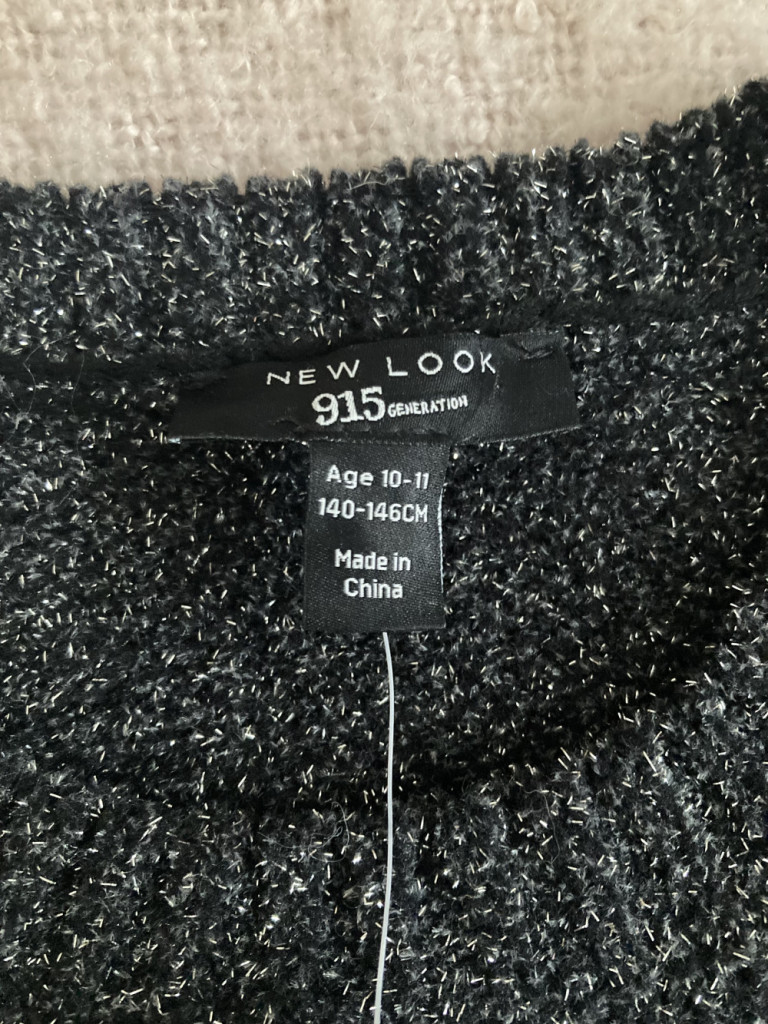 NEW LOOK
915 GENERATION
Age 10-11
140-146CM
Made in
China